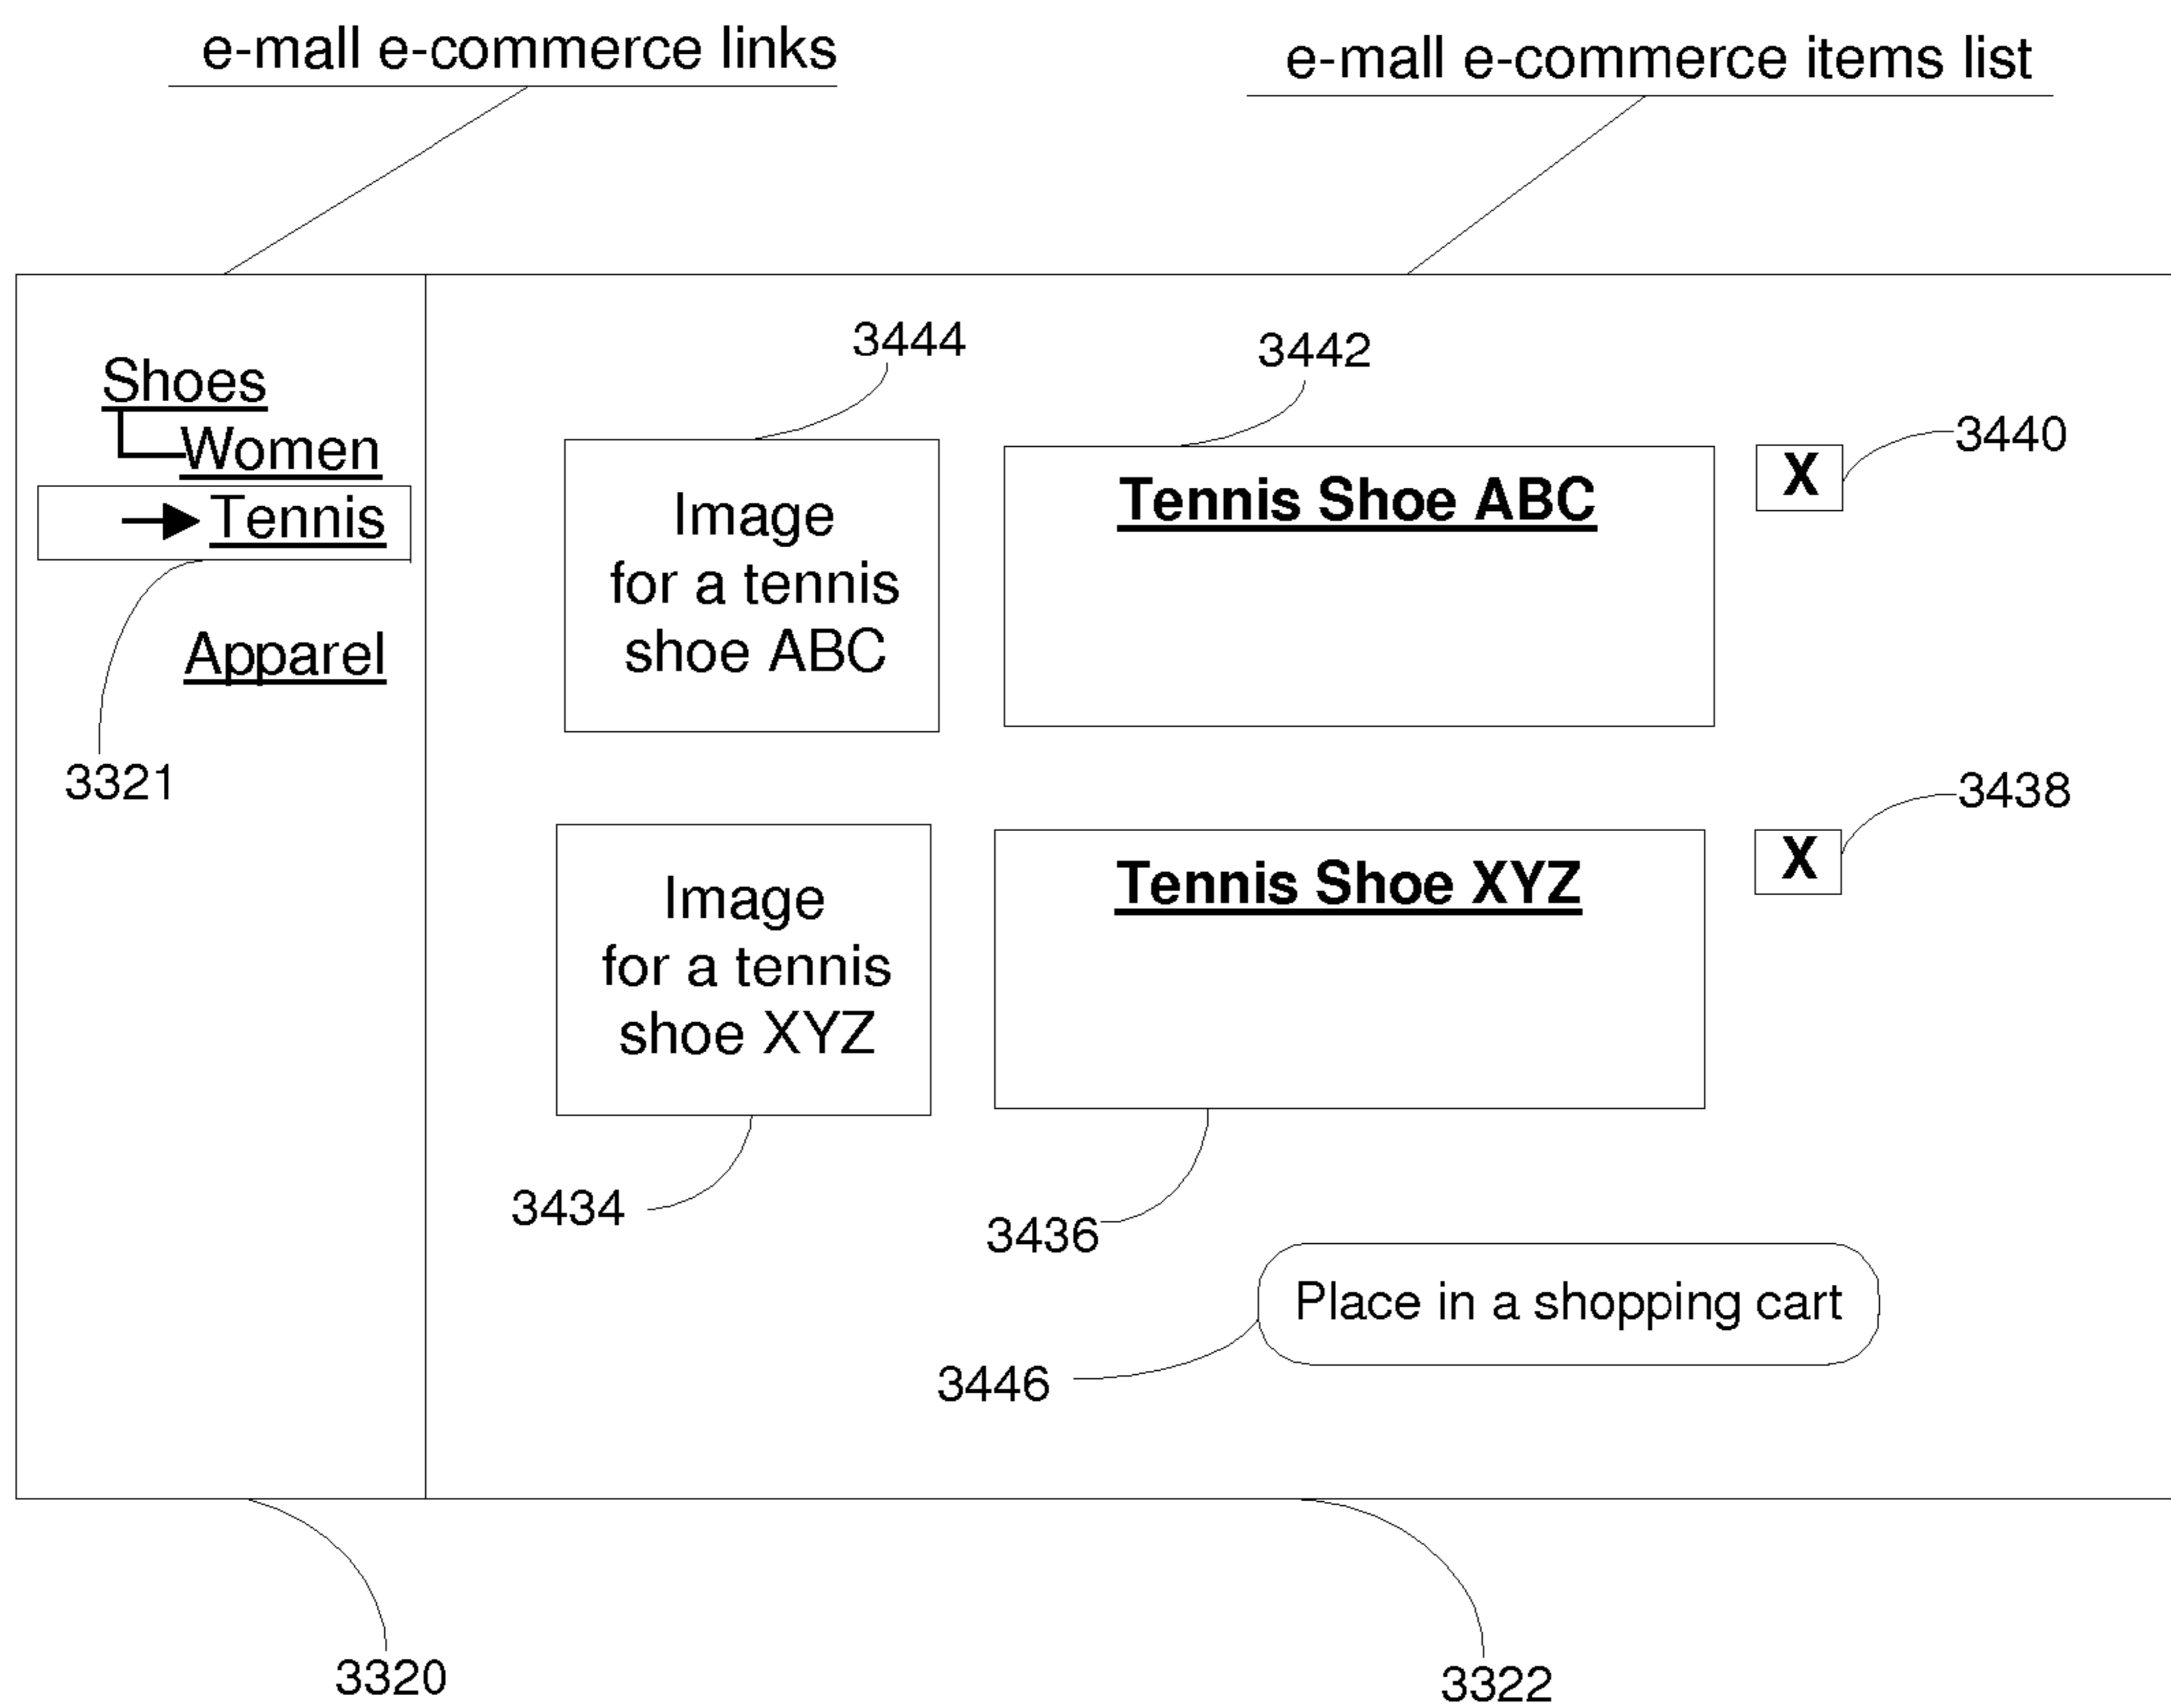 e-mall e-commerce links
e-mall e-commerce items list
Shoes
Women
Tennis
Apparel
3321
3444
3442
3440
Image
for a tennis
shoe ABC
Tennis Shoe ABC
X
3438
Image
for a tennis
shoe XYZ
Tennis Shoe XYZ
X
3434
3436
Place in a shopping cart
3446
3320
3322